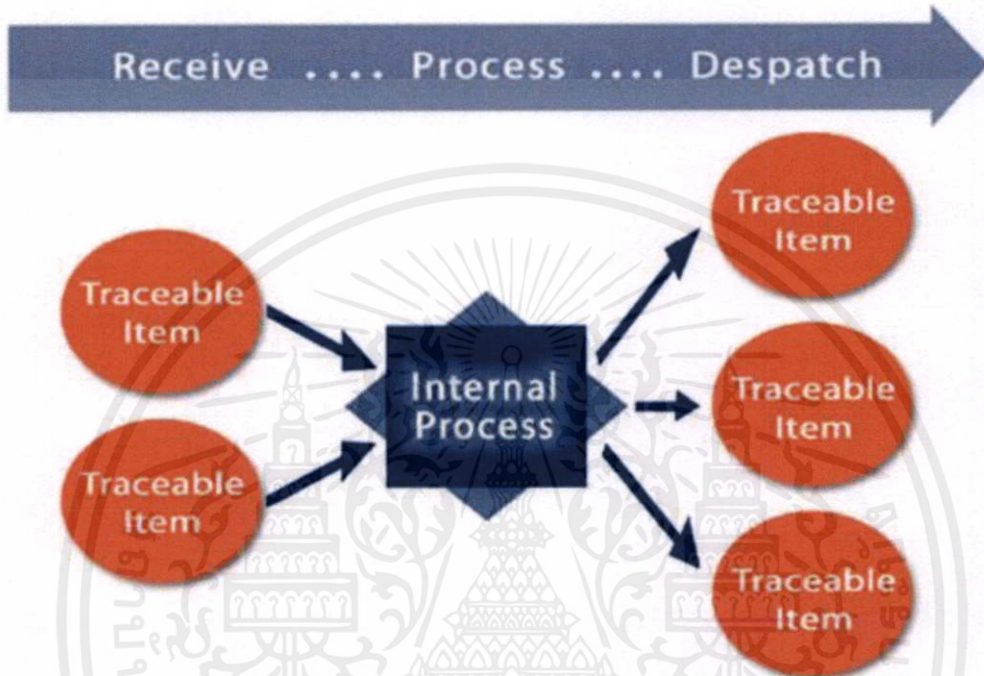 Receive .... Process .... Despatch
Traceable
Item
Traceable
Item
Internal
Process
Traceable
Item
Traceable
Item
Traceable
Item